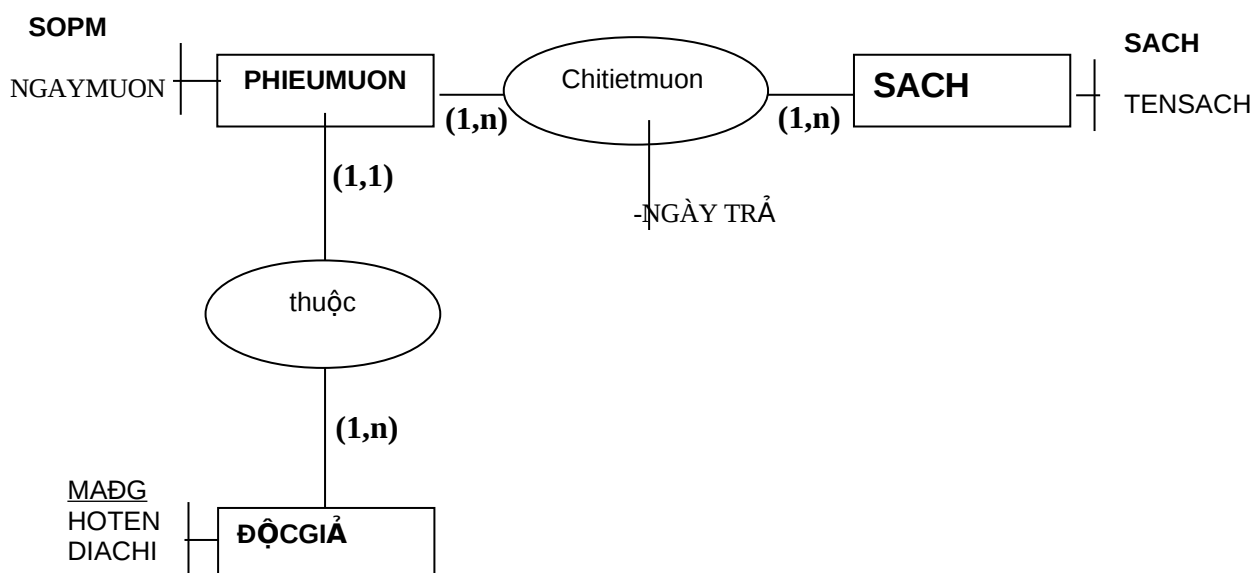 SOPM
NGAYMUON
PHIEUMUON
(1,n)
Chitietmuon
(1,n)
SACH
SACH
TENSACH
(1,1)
-NGÀY TRẢ
thuộc
(1,n)
MAĐG
HOTEN
DIACHI
ĐỘCGIẢ